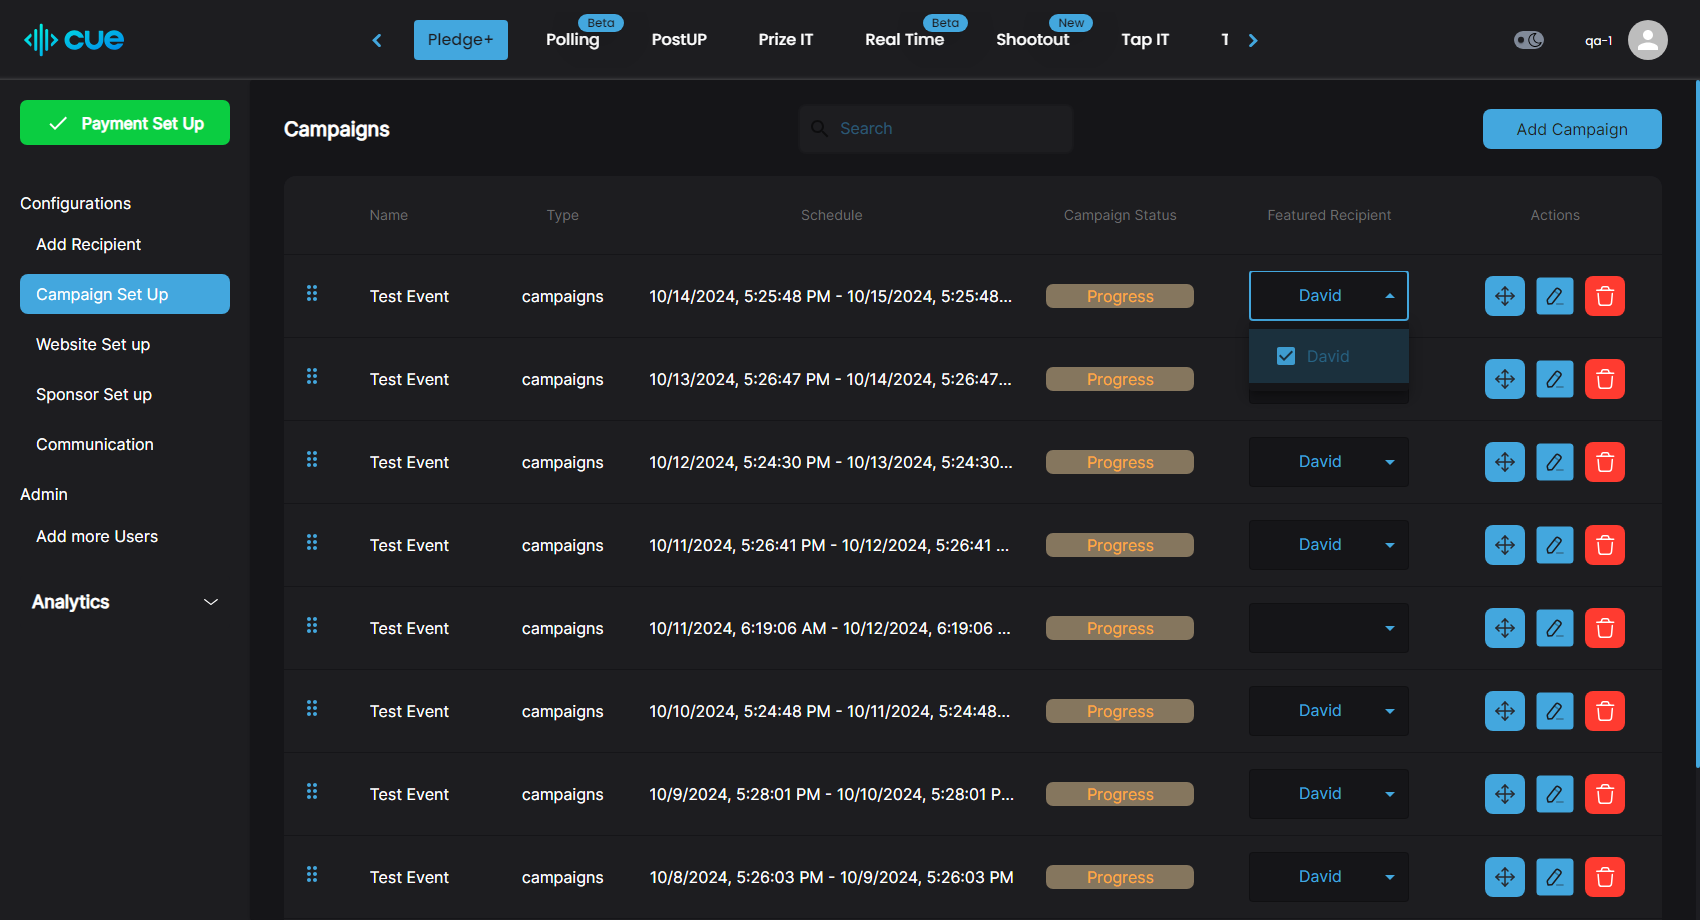 cue
Pledge+
Polling
Beta
PostUP
Prize IT
Real Time
Beta
Shootout
New
Tap IT
T
qa-1
Payment Set Up
Configurations
Add Recipient
Campaign Set Up
Website Set up
Sponsor Set up
Communication
Admin
Add more Users
Analytics
Campaigns
Search
Add Campaign
Name Type Schedule Campaign Status Featured Recipient Actions
Test Event campaigns 10/14/2024, 5:25:48 PM - 10/15/2024, 5:25:48... Progress David
David
Test Event campaigns 10/13/2024, 5:26:47 PM - 10/14/2024, 5:26:47... Progress
Test Event campaigns 10/12/2024, 5:24:30 PM - 10/13/2024, 5:24:30... Progress David
Test Event campaigns 10/11/2024, 5:26:41 PM - 10/12/2024, 5:26:41 ... Progress David
Test Event campaigns 10/11/2024, 6:19:06 AM - 10/12/2024, 6:19:06 ... Progress
Test Event campaigns 10/10/2024, 5:24:48 PM - 10/11/2024, 5:24:48... Progress David
Test Event campaigns 10/9/2024, 5:28:01 PM - 10/10/2024, 5:28:01 P... Progress David
Test Event campaigns 10/8/2024, 5:26:03 PM - 10/9/2024, 5:26:03 PM Progress David